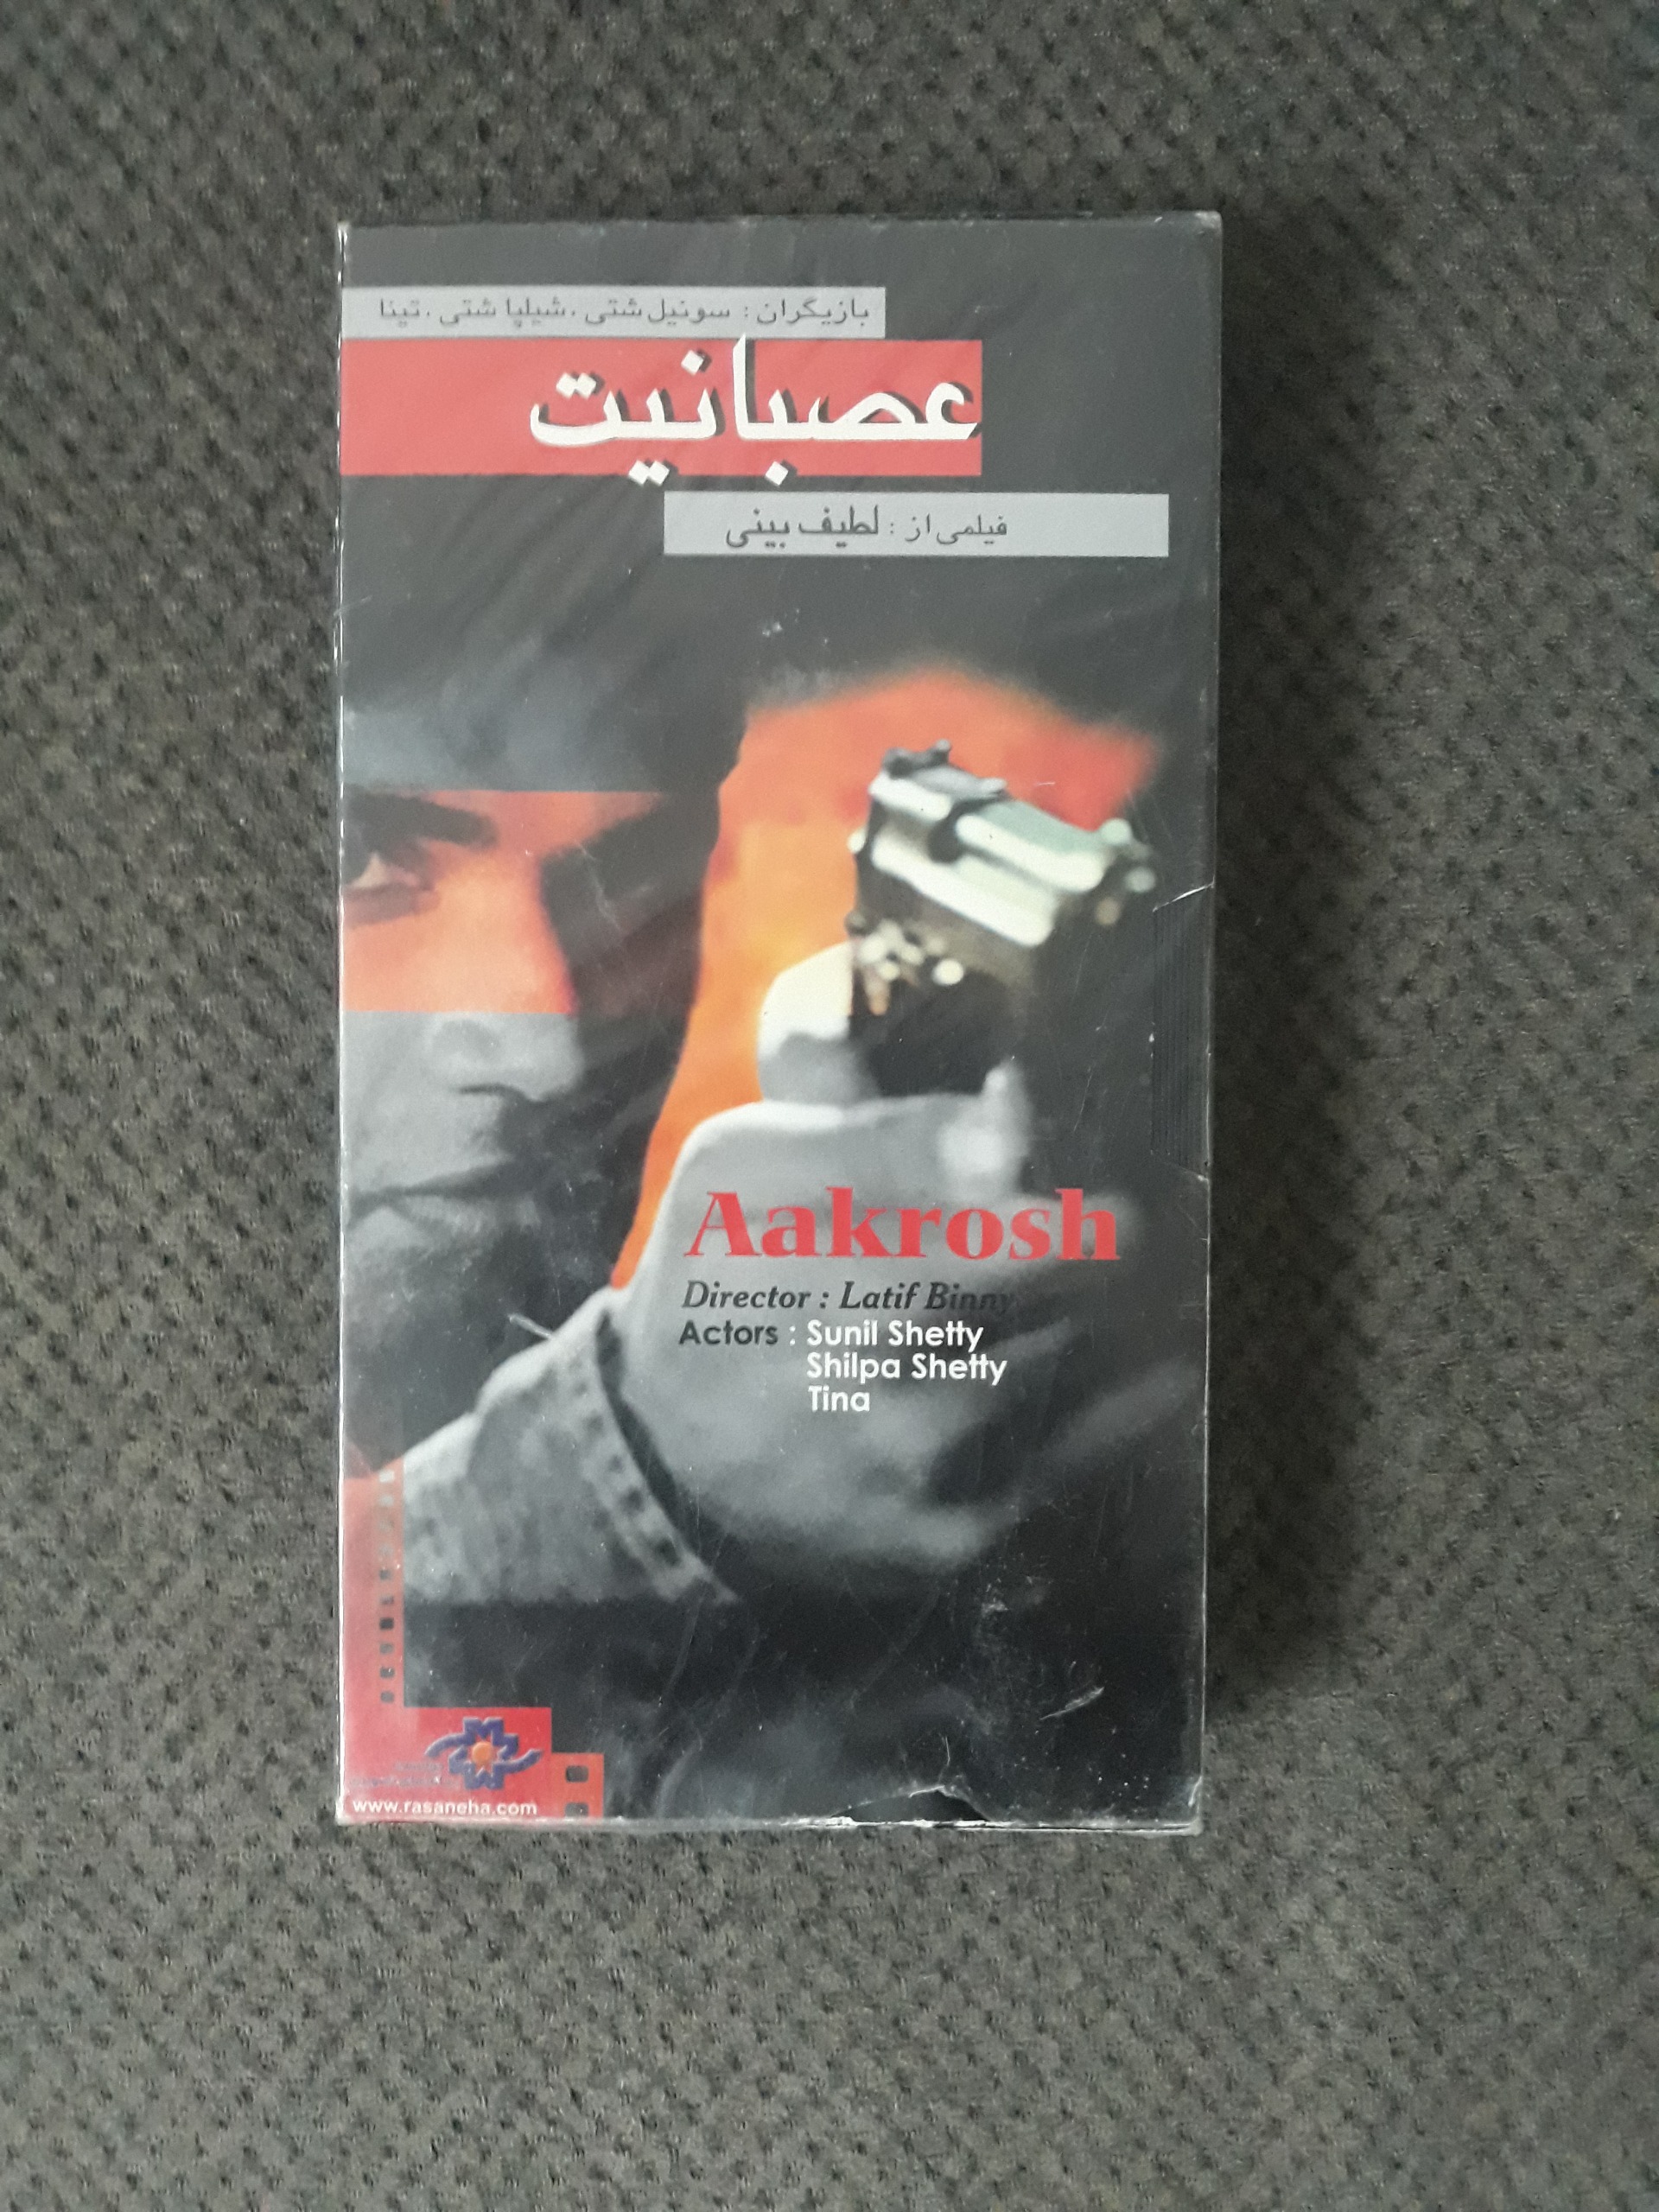 بازیگران : سونیل شتی ، شیلپا شتی ، تینا
عصبانیت
فیلمی از : لطیف بینی
Aakrosh
Director : Latif Binny
Actors : Sunil Shetty
Shilpa Shetty
Tina
www.rasaneha.com